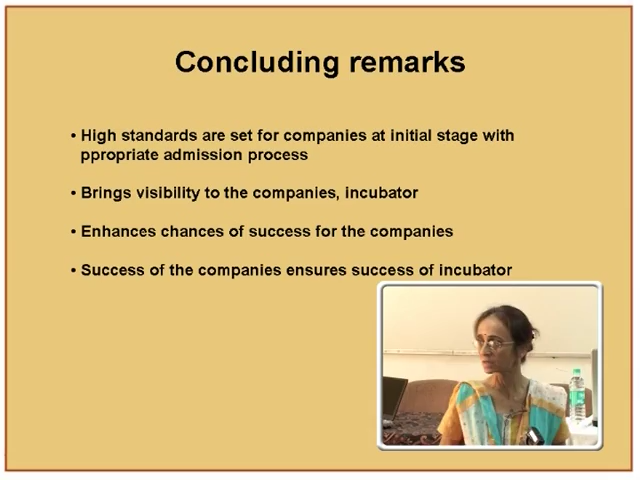 Concluding remarks
• High standards are set for companies at initial stage with
ppropriate admission process
• Brings visibility to the companies, incubator
• Enhances chances of success for the companies
• Success of the companies ensures success of incubator